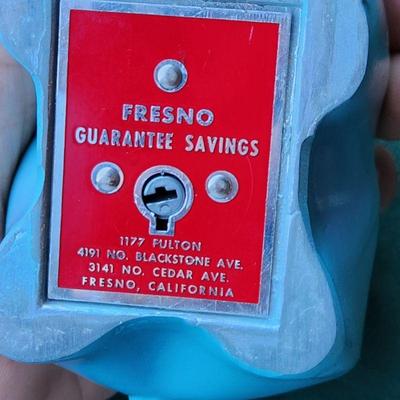 FRESNO
GUARANTEE SAVINGS
1177 FULTON
4191 NO. BLACKSTONE AVE.
3141 NO. CEDAR AVE.
FRESNO, CALIFORNIA